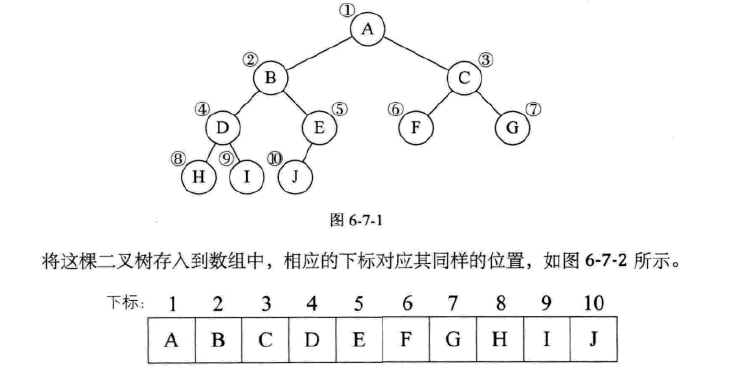 ① A
② B ③ C
④ D ⑤ E ⑥ F ⑦ G
⑧ H ⑨ I ⑩ J
图 6-7-1
将这棵二叉树存入到数组中，相应的下标对应其同样的位置，如图 6-7-2 所示。
下标： 1 2 3 4 5 6 7 8 9 10
A B C D E F G H I J